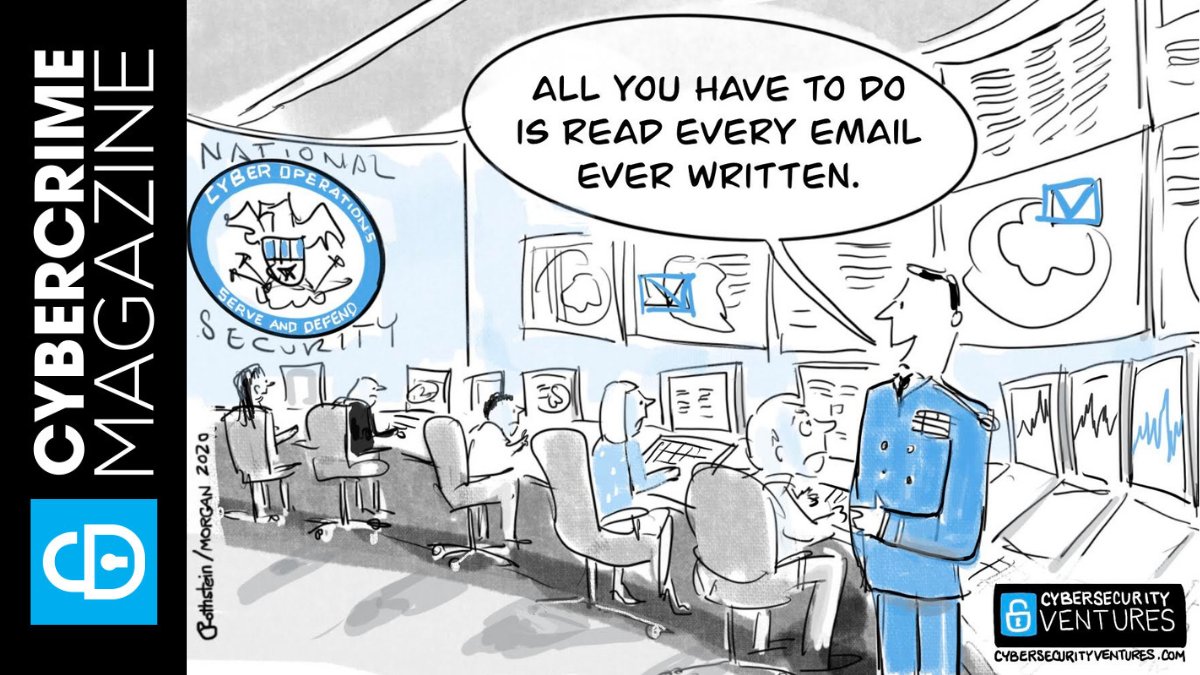 CYBERCRIME
MAGAZINE
ALL YOU HAVE TO DO
IS READ EVERY EMAIL
EVER WRITTEN.
NATIONAL
CYBER OPERATIONS
SERVE AND DEFEND
SECURITY
Rothstein/MORGAN 2020
CYBERSECURITY
VENTURES
CYBERSECURITYVENTURES.COM